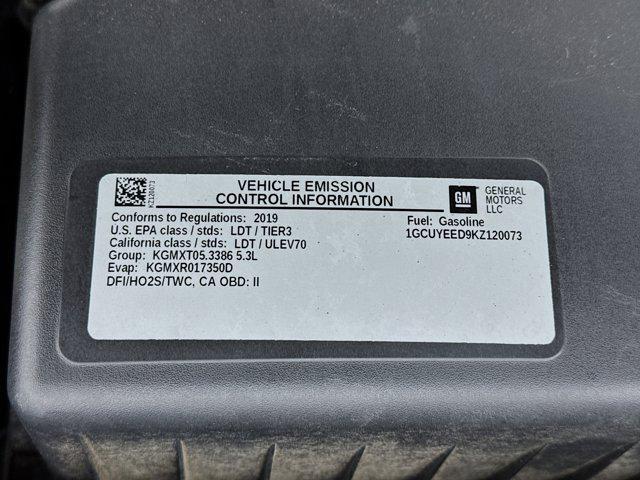 KZ120073
VEHICLE EMISSION
CONTROL INFORMATION
GM
GENERAL
MOTORS
LLC
Conforms to Regulations: 2019
U.S. EPA class / stds: LDT / TIER3
California class / stds: LDT / ULEV70
Group: KGMXT05.3386 5.3L
Evap: KGMXR017350D
DFI/HO2S/TWC, CA OBD: II
Fuel: Gasoline
1GCUYEED9KZ120073